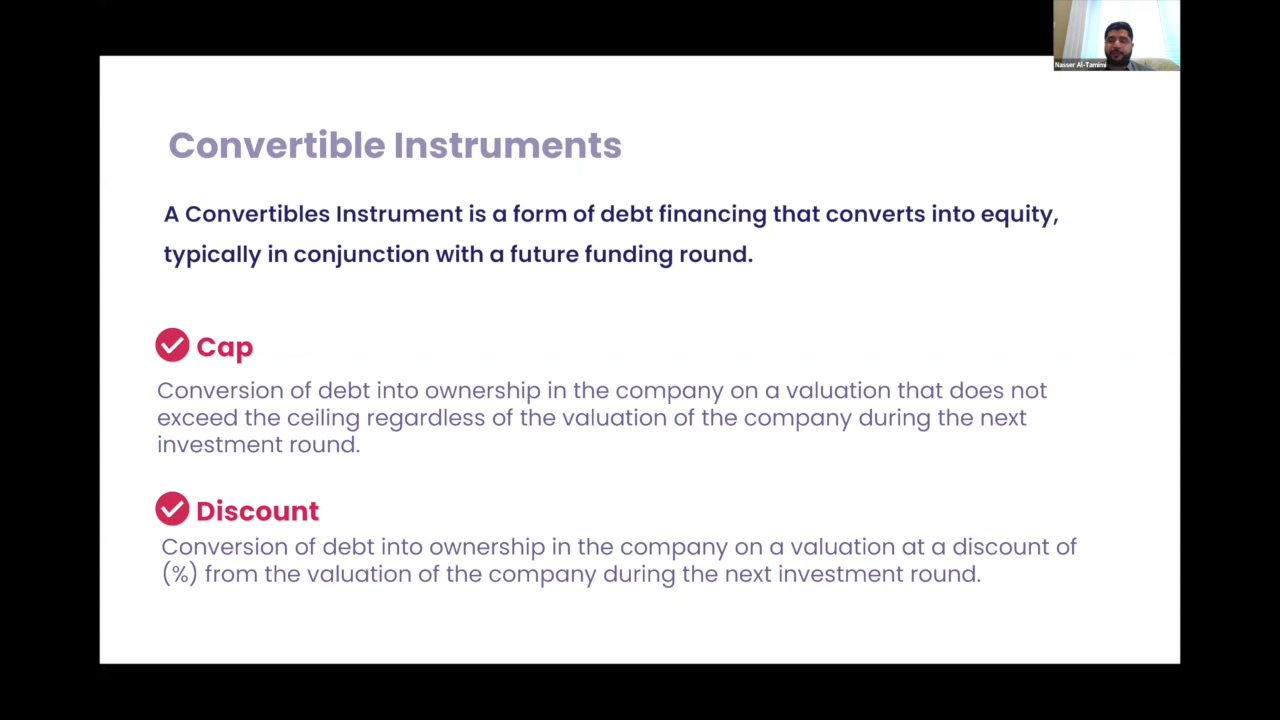 Nasser Al-Tamimi
Convertible Instruments
A Convertibles Instrument is a form of debt financing that converts into equity,
typically in conjunction with a future funding round.
Cap
Conversion of debt into ownership in the company on a valuation that does not
exceed the ceiling regardless of the valuation of the company during the next
investment round.
Discount
Conversion of debt into ownership in the company on a valuation at a discount of
(%) from the valuation of the company during the next investment round.